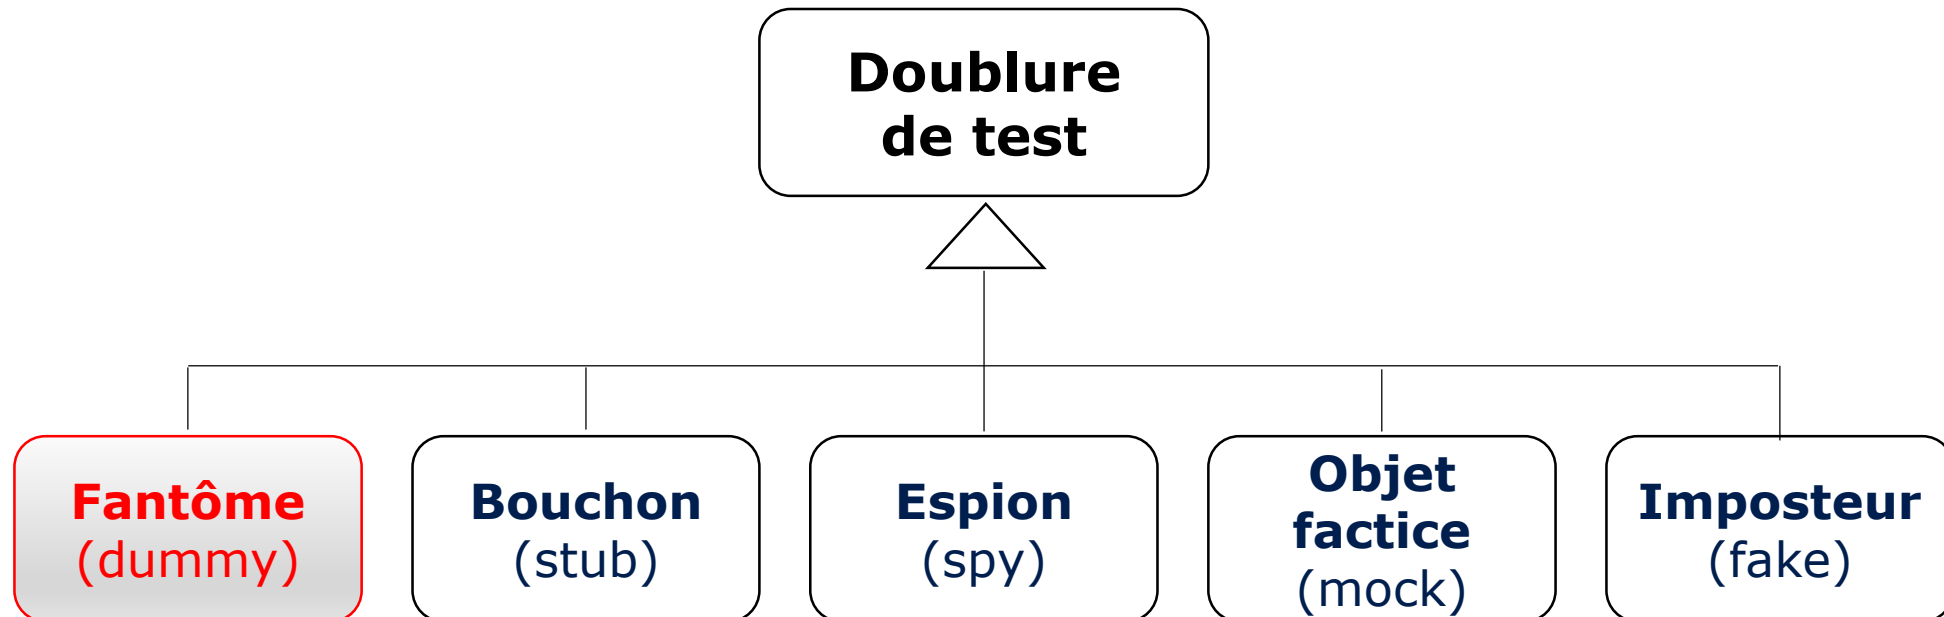 Doublure
de test
Fantôme
(dummy)
Bouchon
(stub)
Espion
(spy)
Objet
factice
(mock)
Imposteur
(fake)